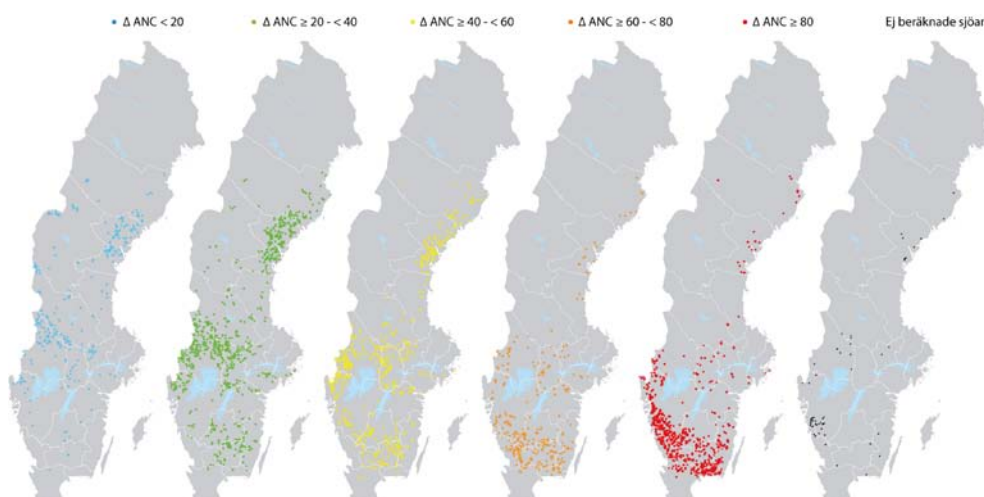 Δ ANC < 20 Δ ANC ≥ 20 - < 40 Δ ANC ≥ 40 - < 60 Δ ANC ≥ 60 - < 80 Δ ANC ≥ 80 Ej beräknade sjöar